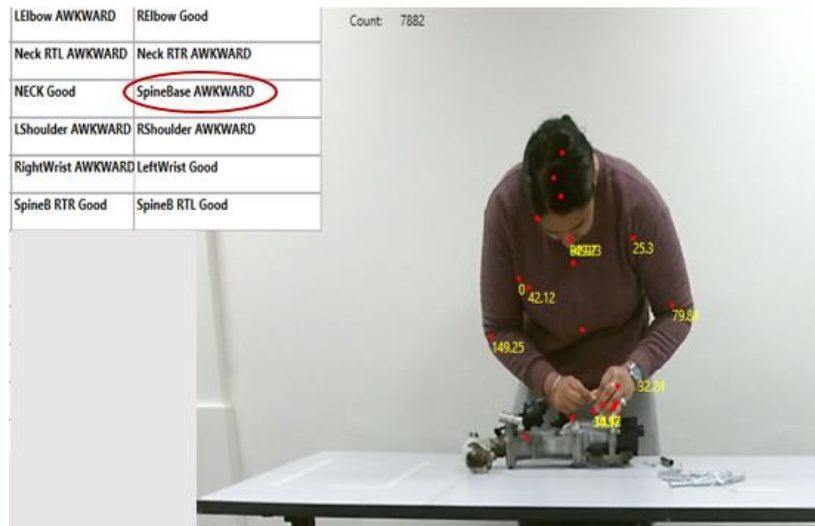 LElbow AWKWARD RElbow Good
Count: 7882
Neck RTL AWKWARD Neck RTR AWKWARD
NECK Good SpineBase AWKWARD
LShoulder AWKWARD RShoulder AWKWARD
RightWrist AWKWARD LeftWrist Good
SpineB RTR Good SpineB RTL Good
25.3
0
42.12
79.84
149.25
32.24